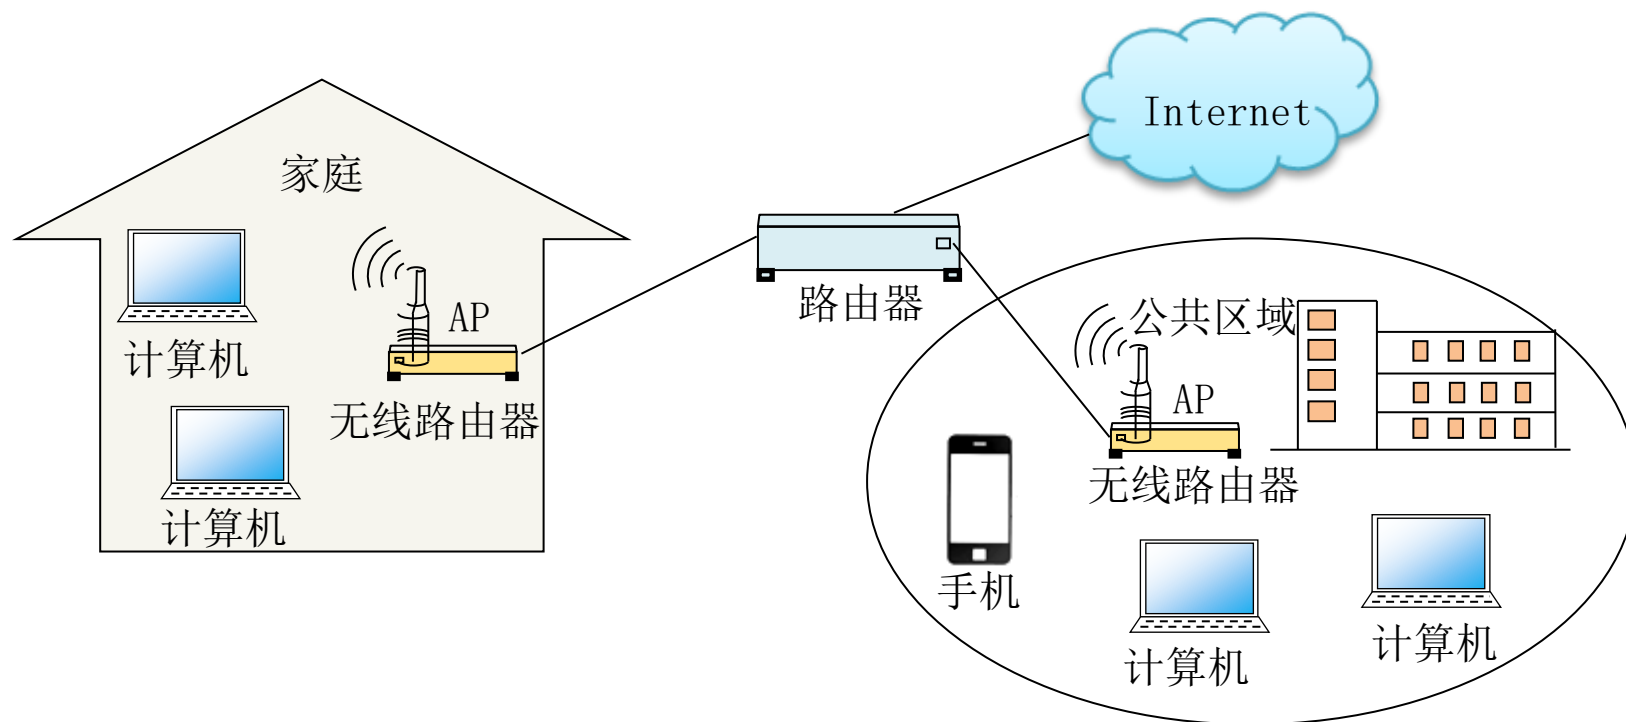 Internet
家庭
路由器
AP
计算机
无线路由器
计算机
公共区域
AP
无线路由器
手机
计算机
计算机